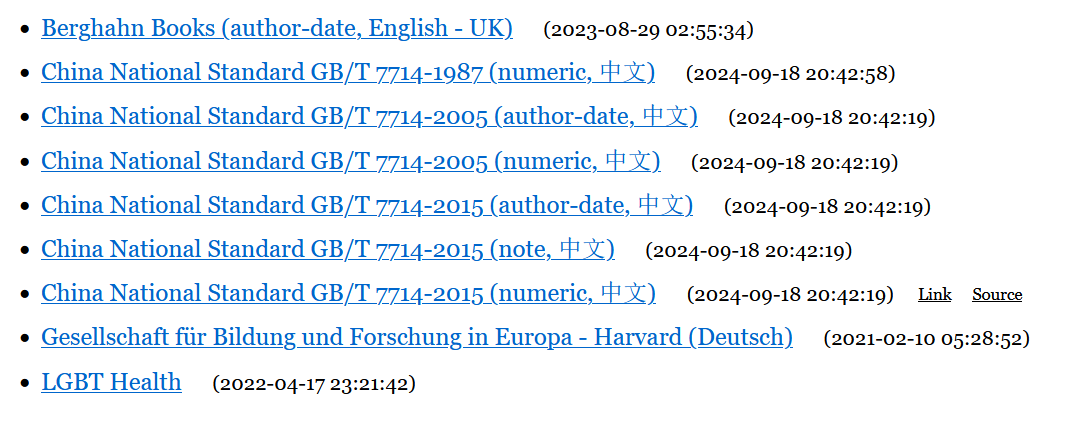 • Berghahn Books (author-date, English - UK) (2023-08-29 02:55:34)
• China National Standard GB/T 7714-1987 (numeric, 中文) (2024-09-18 20:42:58)
• China National Standard GB/T 7714-2005 (author-date, 中文) (2024-09-18 20:42:19)
• China National Standard GB/T 7714-2005 (numeric, 中文) (2024-09-18 20:42:19)
• China National Standard GB/T 7714-2015 (author-date, 中文) (2024-09-18 20:42:19)
• China National Standard GB/T 7714-2015 (note, 中文) (2024-09-18 20:42:19)
• China National Standard GB/T 7714-2015 (numeric, 中文) (2024-09-18 20:42:19) Link Source
• Gesellschaft für Bildung und Forschung in Europa - Harvard (Deutsch) (2021-02-10 05:28:52)
• LGBT Health (2022-04-17 23:21:42)